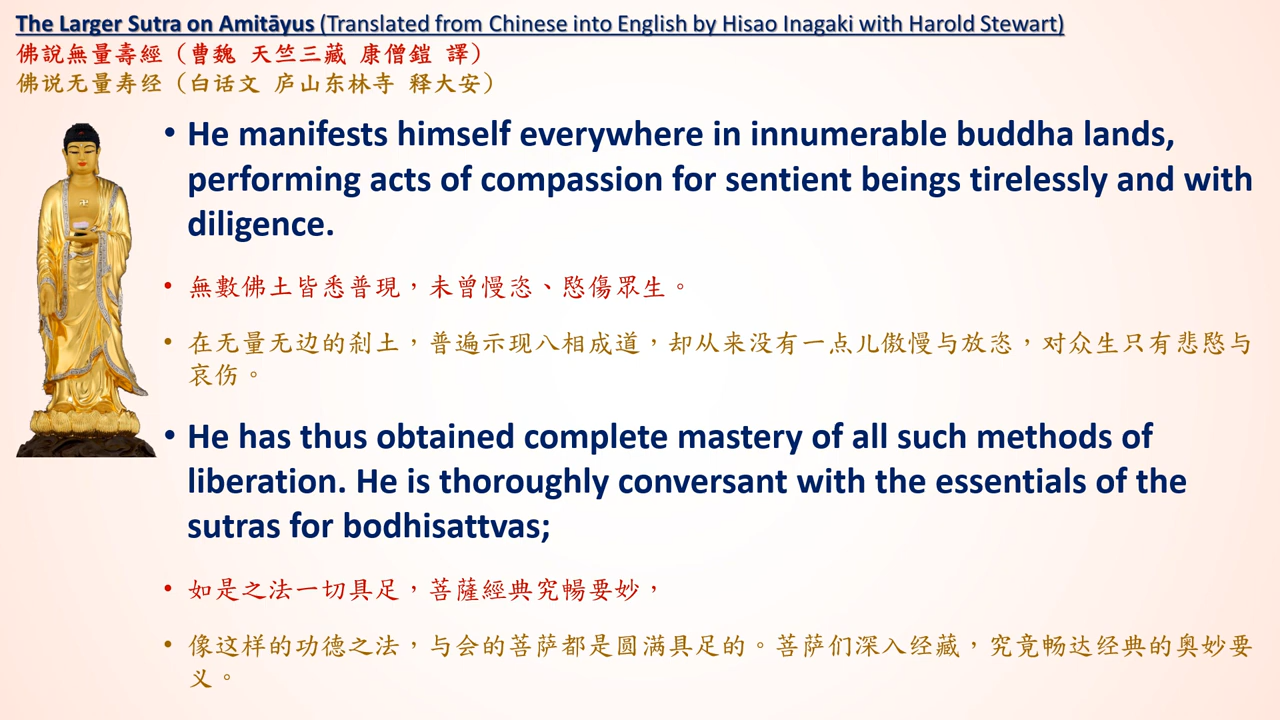 The Larger Sutra on Amitāyus (Translated from Chinese into English by Hisao Inagaki with Harold Stewart)
佛說無量壽經（曹魏 天竺三藏 康僧鎧 譯）
佛说无量寿经（白话文 庐山东林寺 释大安）
• He manifests himself everywhere in innumerable buddha lands,
performing acts of compassion for sentient beings tirelessly and with
diligence.
• 無數佛土皆悉普現，未曾慢恣、愍傷眾生。
• 在无量无边的刹土，普遍示现八相成道，却从来没有一点儿傲慢与放恣，对众生只有悲愍与
哀伤。
• He has thus obtained complete mastery of all such methods of
liberation. He is thoroughly conversant with the essentials of the
sutras for bodhisattvas;
• 如是之法一切具足，菩薩經典究暢要妙，
• 像这样的功德之法，与会的菩萨都是圆满具足的。菩萨们深入经藏，究竟畅达经典的奥妙要
义。